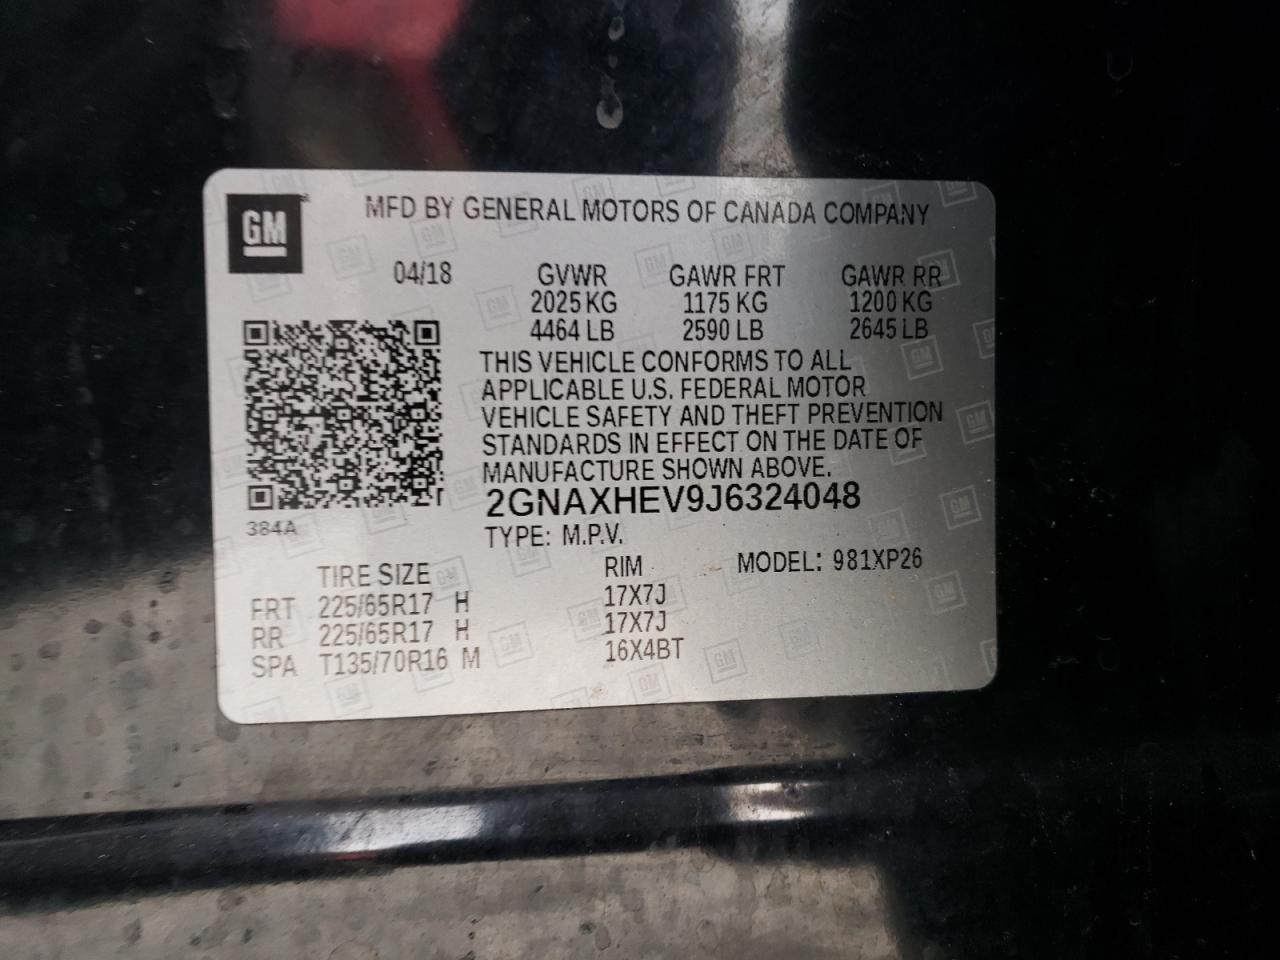 GM
MFD BY GENERAL MOTORS OF CANADA COMPANY
04/18 GVWR GAWR FRT GAWR RR
2025 KG 1175 KG 1200 KG
4464 LB 2590 LB 2645 LB
THIS VEHICLE CONFORMS TO ALL
APPLICABLE U.S. FEDERAL MOTOR
VEHICLE SAFETY AND THEFT PREVENTION
STANDARDS IN EFFECT ON THE DATE OF
MANUFACTURE SHOWN ABOVE.
2GNAXHEV9J6324048
384A
TYPE: M.P.V.
TIRE SIZE RIM MODEL: 981XP26
FRT 225/65R17 H 17X7J
RR 225/65R17 H 17X7J
SPA T135/70R16 M 16X4BT